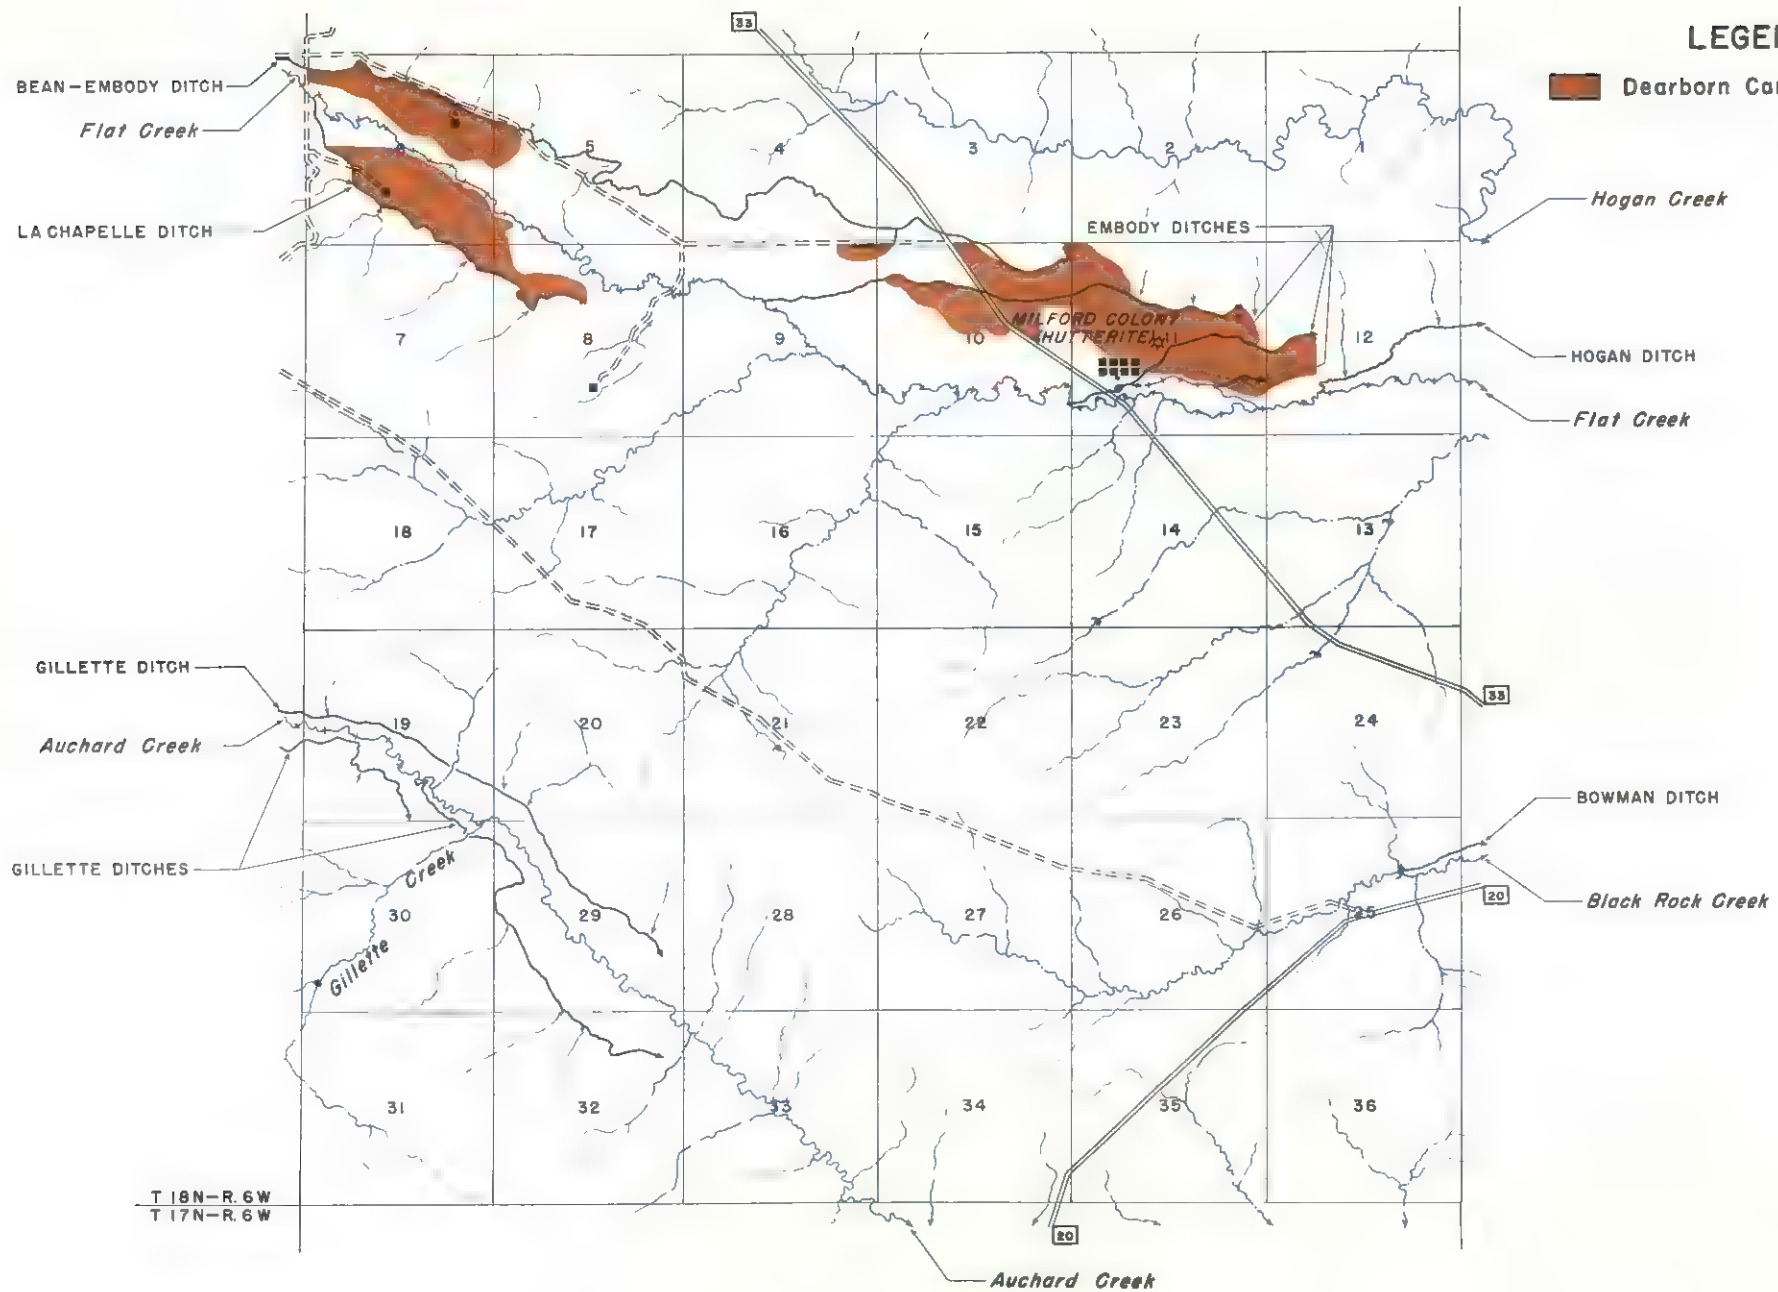 33
LEGE
Dearborn Ca
BEAN-EMBODY DITCH
Flat Creek
6
5
4
3
2
1
Hogan Creek
LA CHAPELLE DITCH
EMBODY DITCHES
MILFORD COLONY
(HUTTERITE)
7
8
9
10
11
12
HOGAN DITCH
Flat Creek
18
17
16
15
14
13
GILLETTE DITCH
33
19
20
21
22
23
24
Auchard Creek
BOWMAN DITCH
GILLETTE DITCHES
Gillette Creek
20
Black Rock Creek
30
29
28
27
26
25
31
32
33
34
35
36
T 18N-R. 6W
T 17N-R. 6W
20
Auchard Creek